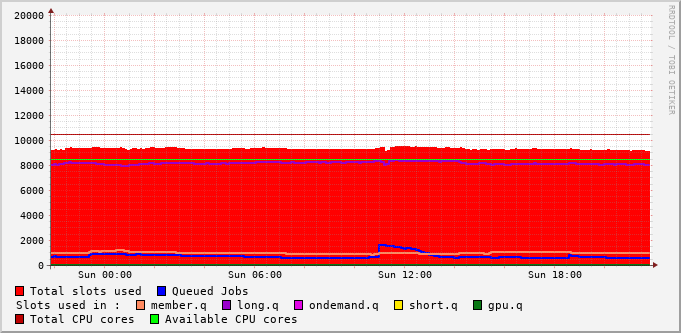 20000
18000
16000
14000
12000
10000
8000
6000
4000
2000
0
Sun 00:00 Sun 06:00 Sun 12:00 Sun 18:00
Total slots used Queued Jobs
Slots used in : member.q long.q ondemand.q short.q gpu.q
Total CPU cores Available CPU cores
RRDTOOL / TOBI OETIKER